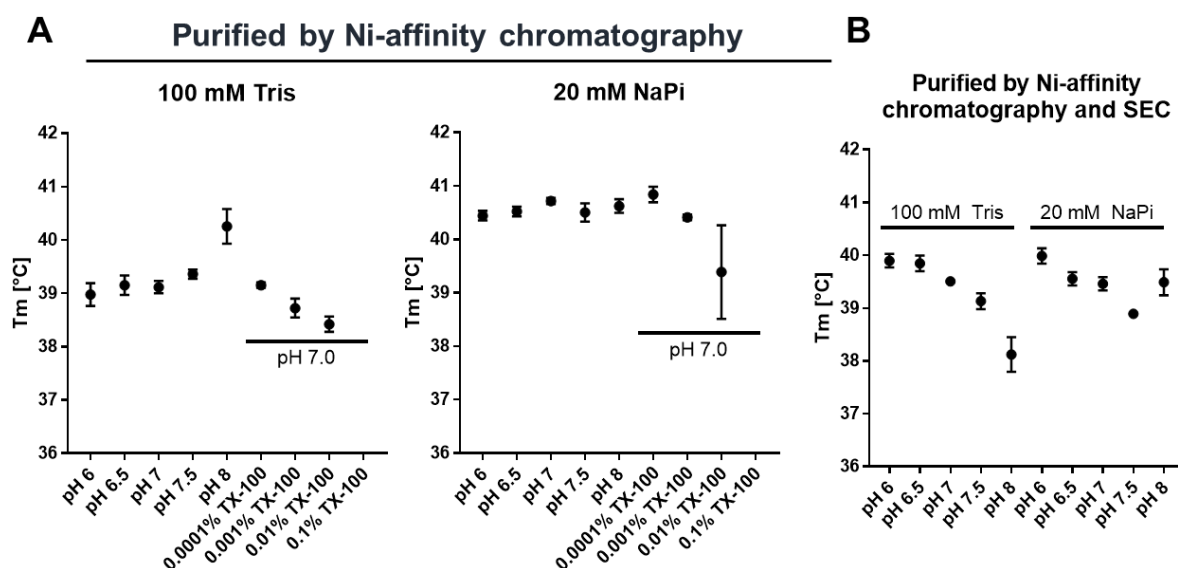 A
Purified by Ni-affinity chromatography
100 mM Tris
Tm [°C]
42
41
40
39
38
37
36
pH 7.0
pH 6
pH 6.5
pH 7
pH 7.5
pH 8
0.0001% TX-100
0.001% TX-100
0.01% TX-100
0.1% TX-100
20 mM NaPi
Tm [°C]
42
41
40
39
38
37
36
pH 7.0
pH 6
pH 6.5
pH 7
pH 7.5
pH 8
0.0001% TX-100
0.001% TX-100
0.01% TX-100
0.1% TX-100
B
Purified by Ni-affinity
chromatography and SEC
Tm [°C]
42
41
40
39
38
37
36
100 mM Tris
20 mM NaPi
pH 6
pH 6.5
pH 7
pH 7.5
pH 8
pH 6
pH 6.5
pH 7
pH 7.5
pH 8